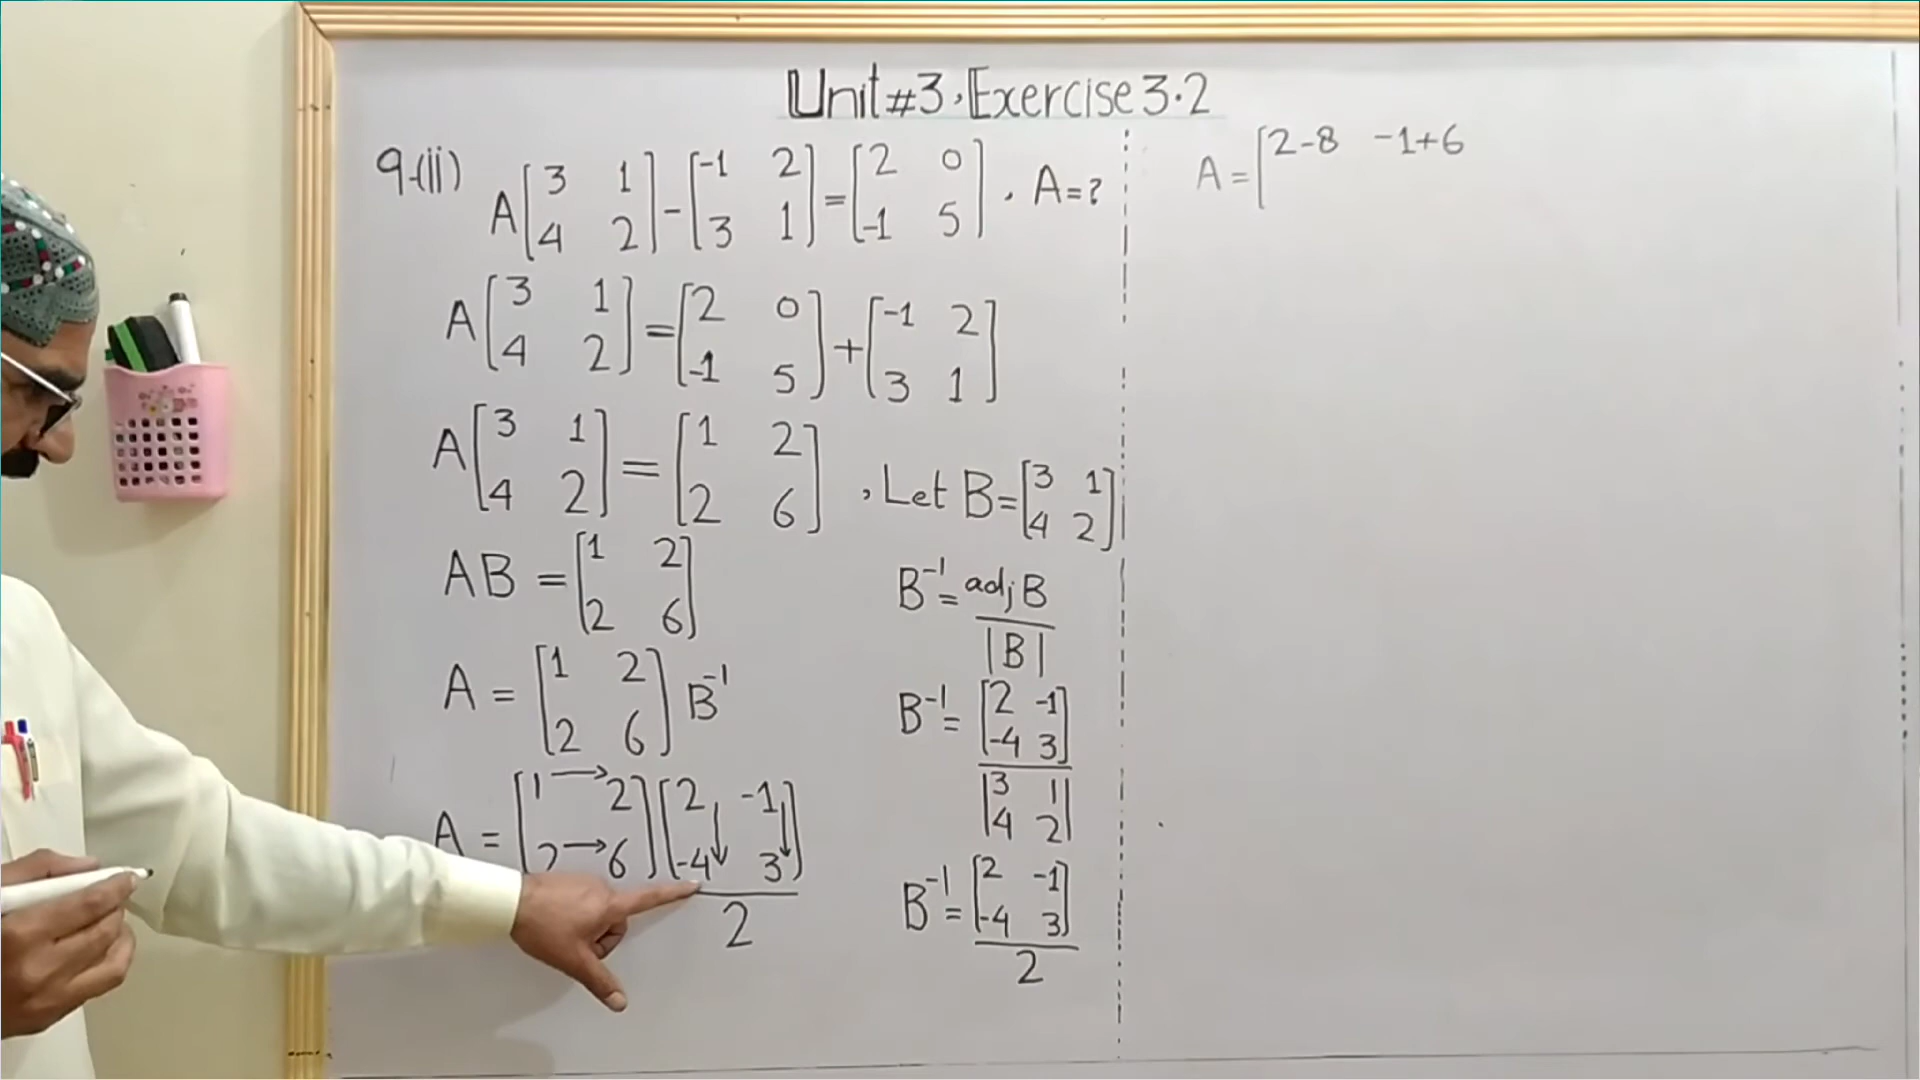 Unit #3, Exercise 3.2
9.(ii) A[3 1; 4 2] - [-1 2; 3 1] = [2 0; -1 5] , A = ?
A[3 1; 4 2] = [2 0; -1 5] + [-1 2; 3 1]
A[3 1; 4 2] = [1 2; 2 6] , Let B = [3 1; 4 2]
AB = [1 2; 2 6]
A = [1 2; 2 6] B⁻¹
A = [1 → 2; 2 → 6] [2 ↓ -1 ↓; -4 3] / 2
B⁻¹ = adj B / |B|
B⁻¹ = [2 -1; -4 3] / |3 1; 4 2|
B⁻¹ = [2 -1; -4 3] / 2
A = [2-8 -1+6